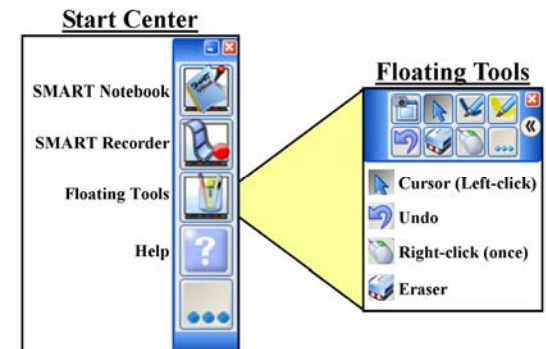 Start Center
SMART Notebook
SMART Recorder
Floating Tools
Help
Floating Tools
Cursor (Left-click)
Undo
Right-click (once)
Eraser